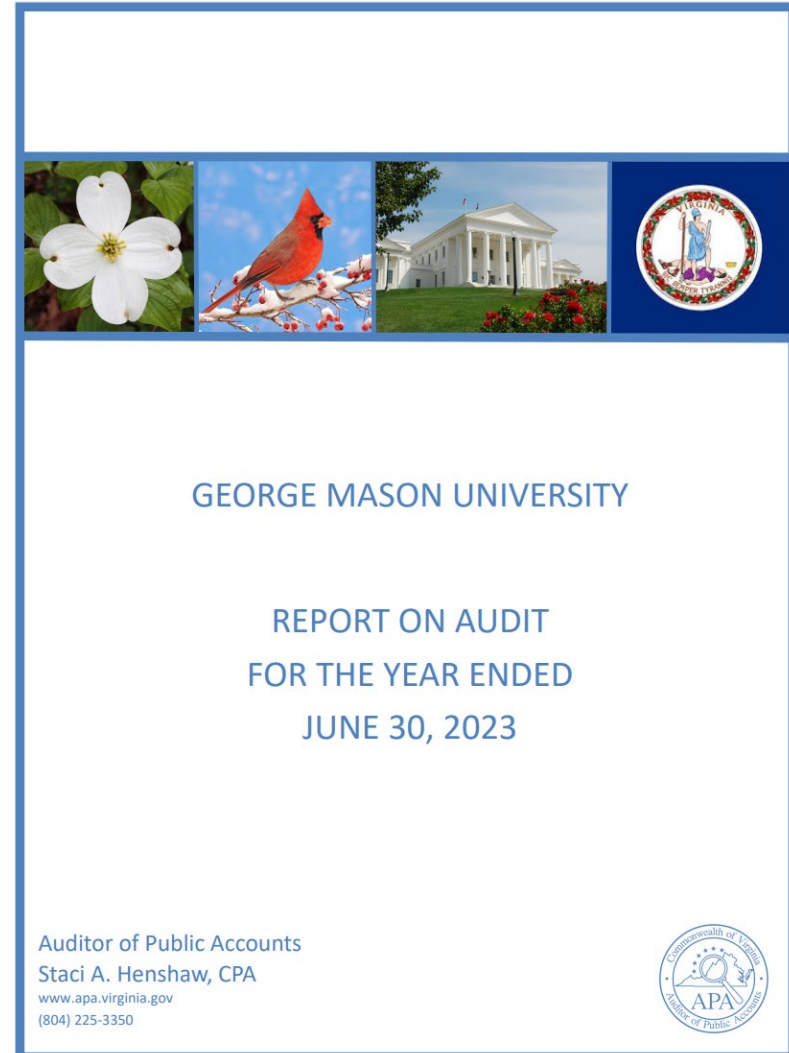 VIRGINIA
SIC SEMPER TYRANNIS
GEORGE MASON UNIVERSITY
REPORT ON AUDIT
FOR THE YEAR ENDED
JUNE 30, 2023
Auditor of Public Accounts
Staci A. Henshaw, CPA
www.apa.virginia.gov
(804) 225-3350
Commonwealth of Virginia
APA
Auditor of Public Accounts